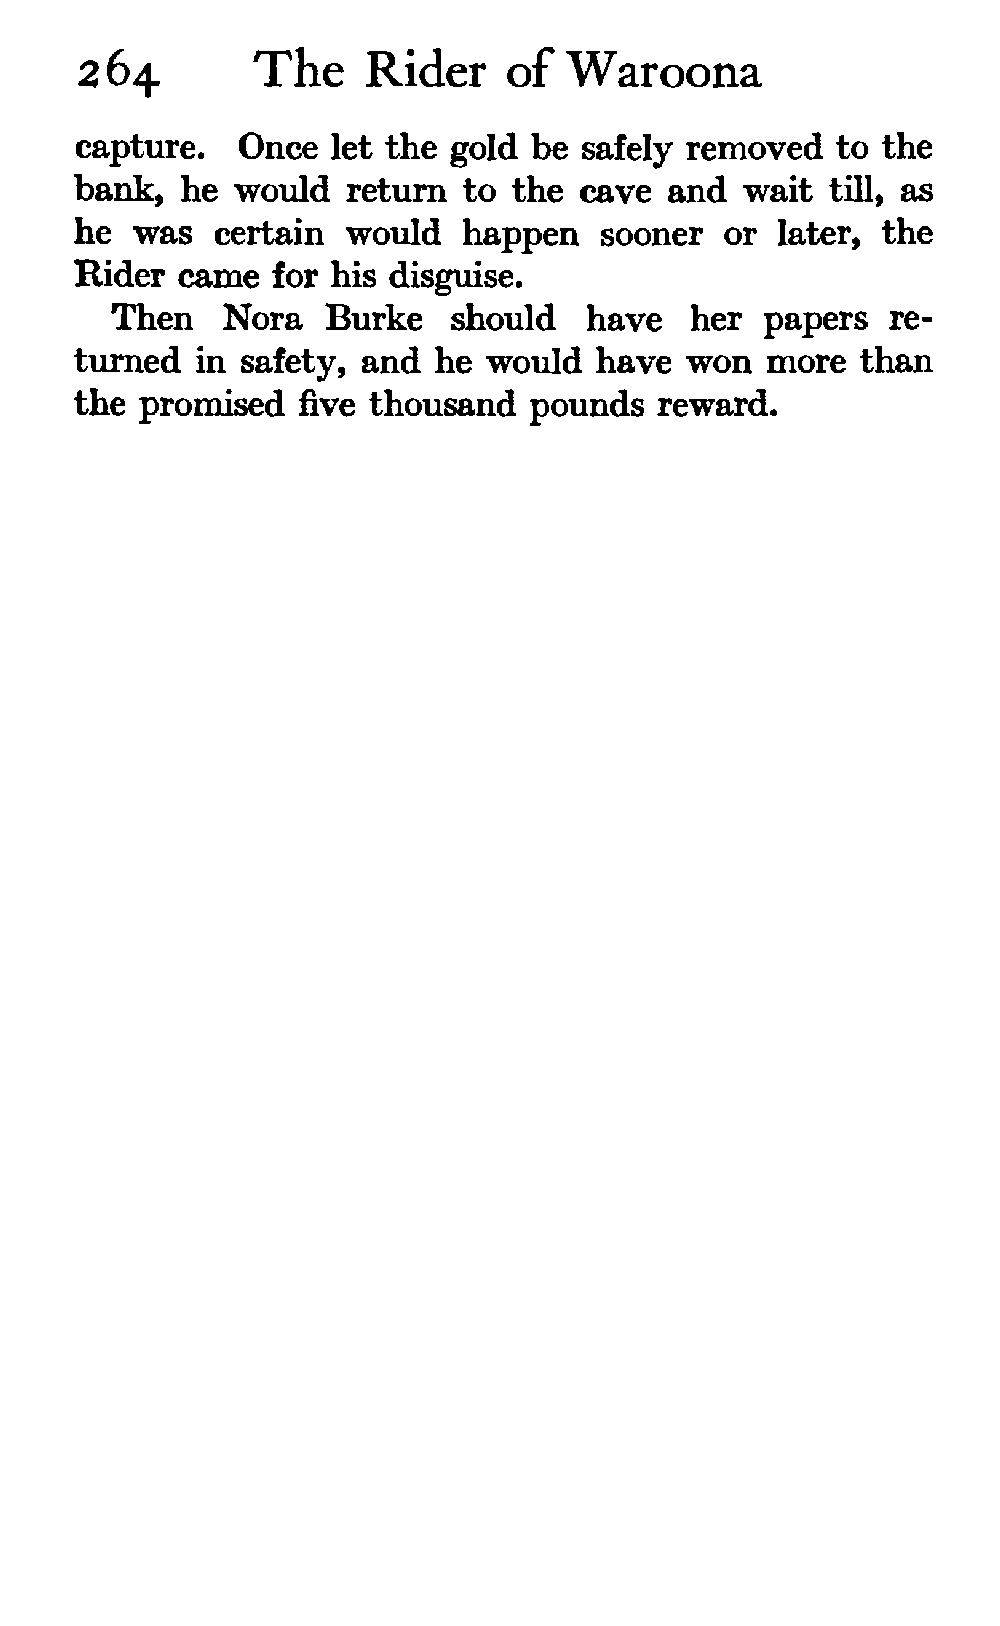 264 The Rider of Waroona
capture. Once let the gold be safely removed to the
bank, he would return to the cave and wait till, as
he was certain would happen sooner or later, the
Rider came for his disguise.
Then Nora Burke should have her papers re-
turned in safety, and he would have won more than
the promised five thousand pounds reward.